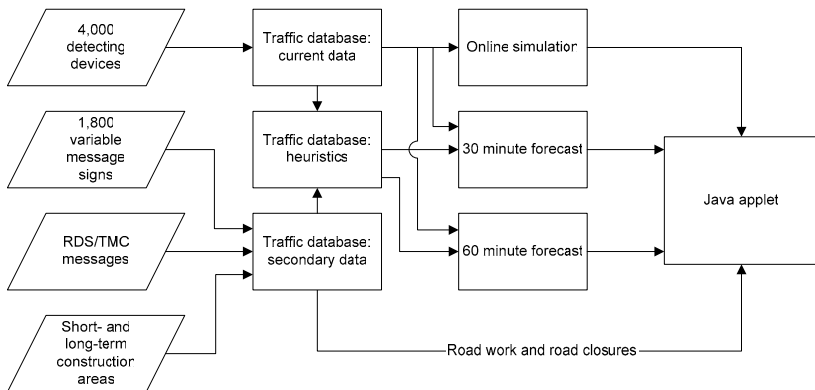 4,000
detecting
devices
Traffic database:
current data
Online simulation
1,800
variable
message
signs
Traffic database:
heuristics
30 minute forecast
Java applet
RDS/TMC
messages
Traffic database:
secondary data
60 minute forecast
Short- and
long-term
construction
areas
Road work and road closures